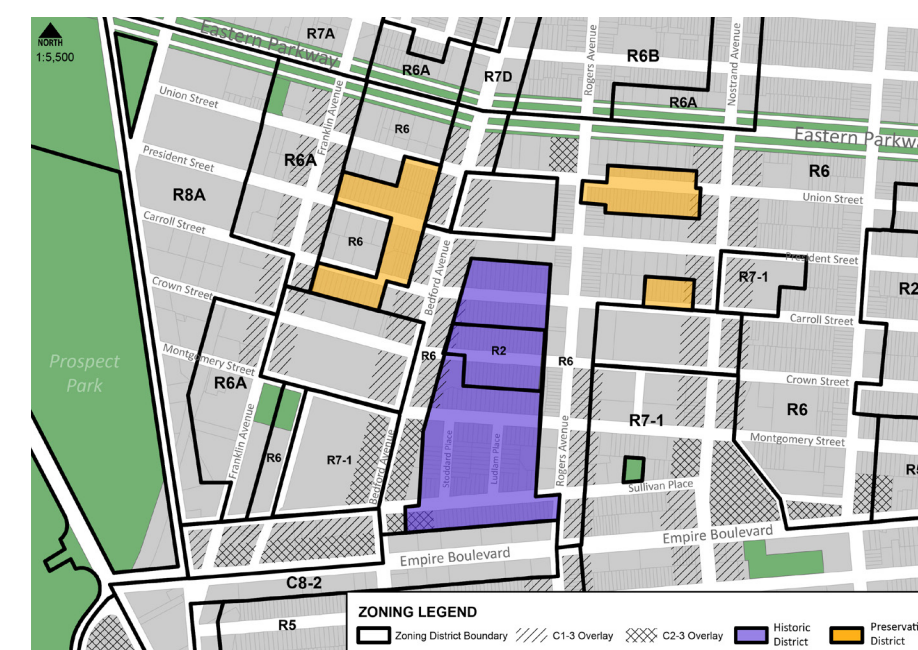 NORTH
1:5,500
R7A
Eastern Parkway
R6A
R7D
Rogers Avenue
R6B
Nostrand Avenue
R6A
Union Street
Franklin Avenue
R6
Eastern Parkwa
President Sreet
R6A
R6
R8A
Union Street
Carroll Street
R6
Bedford Avenue
President Sreet
R7-1
R2
Crown Street
Carroll Street
Montgomery Street
R6
R2
R6
Prospect
Park
R6A
Crown Street
R6
Franklin Avenue
R6
R7-1
Bedford Avenue
Stoddard Place
Ludlam Place
Rogers Avenue
R7-1
Montgomery Street
Sullivan Place
Empire Boulevard
Empire Boulevard
C8-2
R5
ZONING LEGEND
Zoning District Boundary
C1-3 Overlay
C2-3 Overlay
Historic
District
Preservati
District